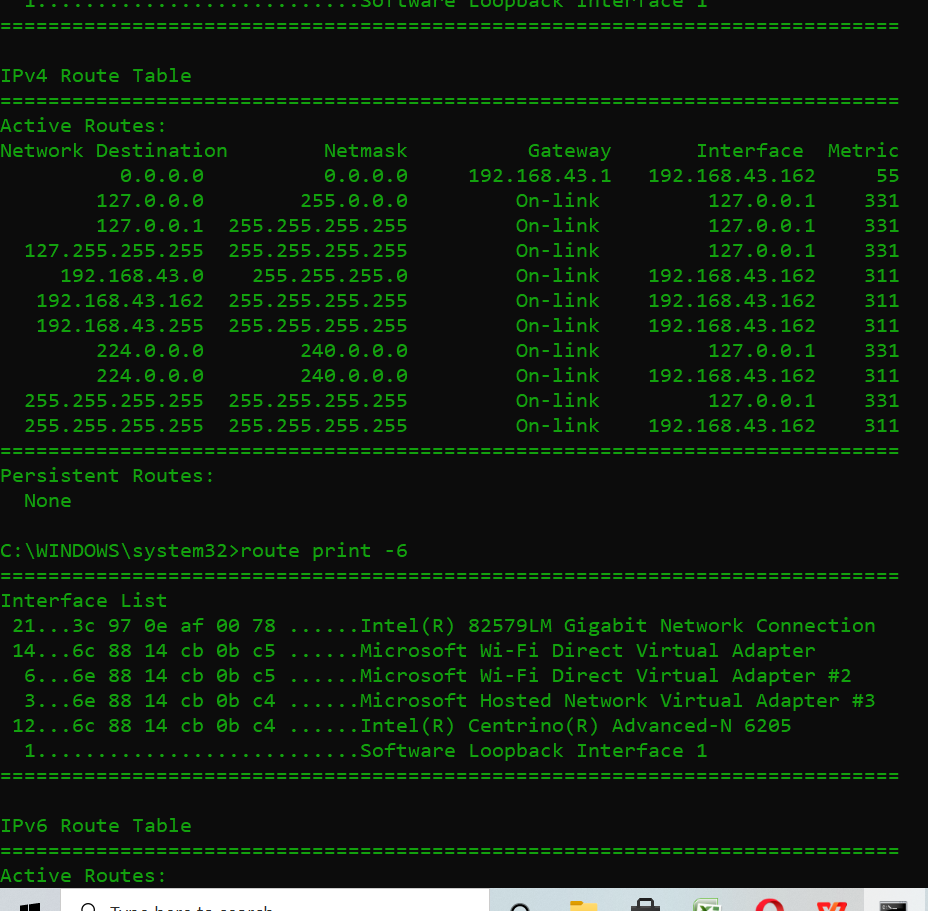 1...........................Software Loopback Interface 1
===========================================================================
IPv4 Route Table
===========================================================================
Active Routes:
Network Destination        Netmask          Gateway       Interface  Metric
          0.0.0.0          0.0.0.0     192.168.43.1   192.168.43.162     55
        127.0.0.0        255.0.0.0         On-link         127.0.0.1    331
        127.0.0.1  255.255.255.255         On-link         127.0.0.1    331
  127.255.255.255  255.255.255.255         On-link         127.0.0.1    331
     192.168.43.0    255.255.255.0         On-link    192.168.43.162    311
   192.168.43.162  255.255.255.255         On-link    192.168.43.162    311
   192.168.43.255  255.255.255.255         On-link    192.168.43.162    311
        224.0.0.0        240.0.0.0         On-link         127.0.0.1    331
        224.0.0.0        240.0.0.0         On-link    192.168.43.162    311
  255.255.255.255  255.255.255.255         On-link         127.0.0.1    331
  255.255.255.255  255.255.255.255         On-link    192.168.43.162    311
===========================================================================
Persistent Routes:
  None
C:\WINDOWS\system32>route print -6
===========================================================================
Interface List
 21...3c 97 0e af 00 78 ......Intel(R) 82579LM Gigabit Network Connection
 14...6c 88 14 cb 0b c5 ......Microsoft Wi-Fi Direct Virtual Adapter
  6...6e 88 14 cb 0b c5 ......Microsoft Wi-Fi Direct Virtual Adapter #2
  3...6e 88 14 cb 0b c4 ......Microsoft Hosted Network Virtual Adapter #3
 12...6c 88 14 cb 0b c4 ......Intel(R) Centrino(R) Advanced-N 6205
  1...........................Software Loopback Interface 1
===========================================================================
IPv6 Route Table
===========================================================================
Active Routes:
Type here to search